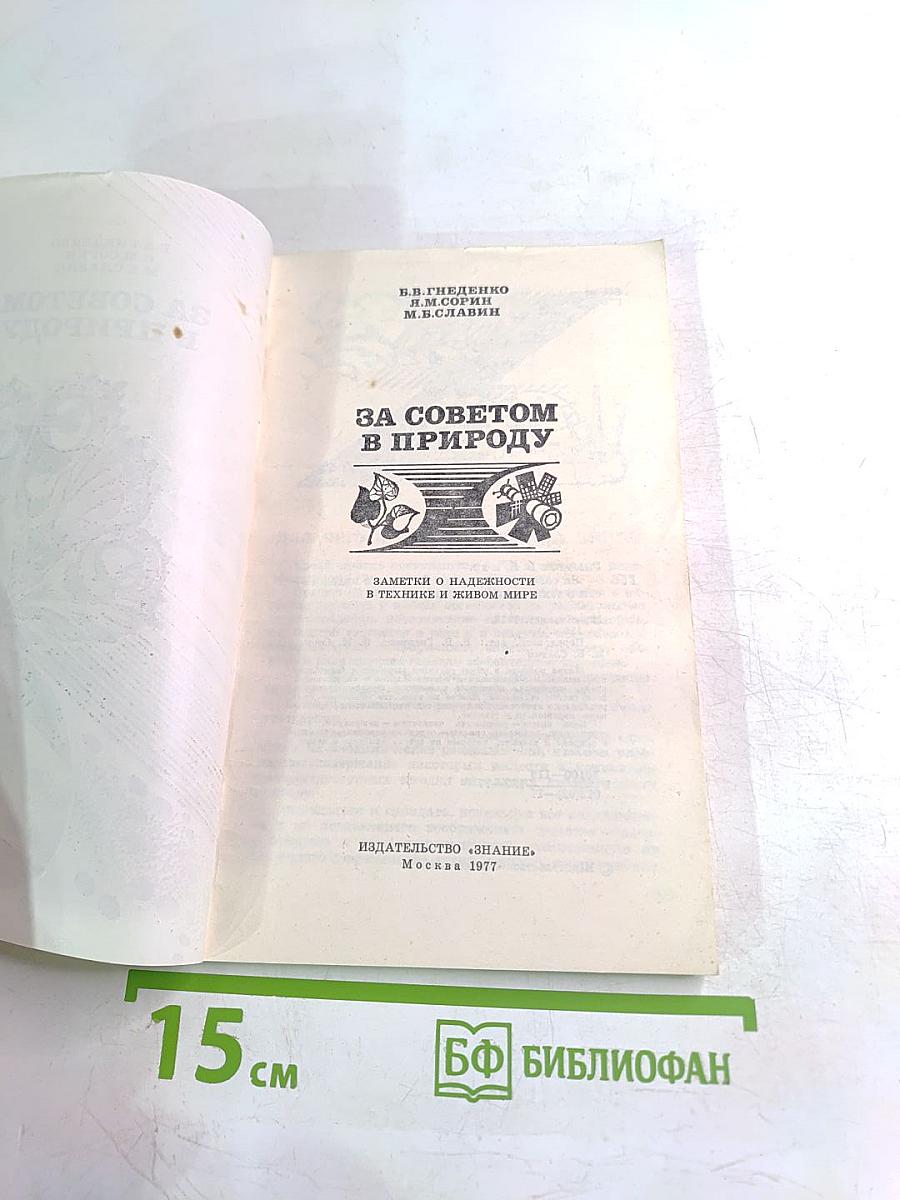 Б.В.ГНЕДЕНКО
Я.М.СОРИН
М.Б.СЛАВИН
ЗА СОВЕТОМ
В ПРИРОДУ
ЗАМЕТКИ О НАДЕЖНОСТИ
В ТЕХНИКЕ И ЖИВОМ МИРЕ
ИЗДАТЕЛЬСТВО «ЗНАНИЕ»
Москва 1977
15 см
БФ БИБЛИОФАН